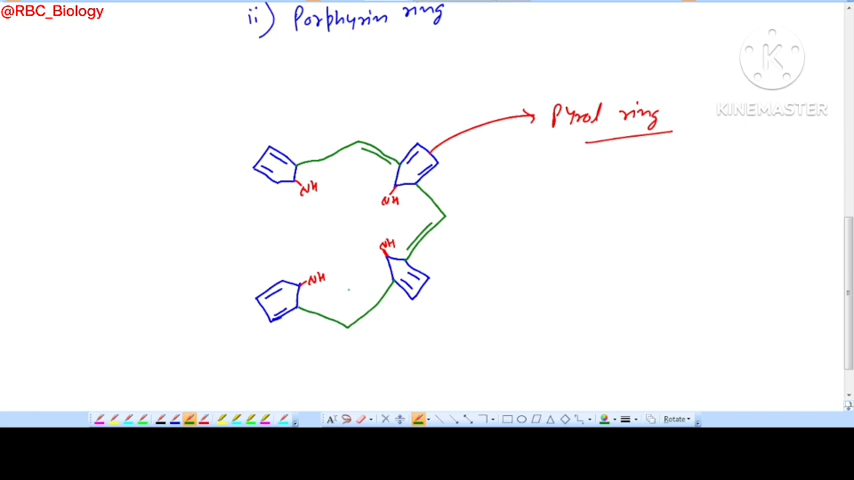 @RBC_Biology
ii) Porphyrin ring
K
KINEMASTER
Pyrol ring
NH
NH
NH
NH
Rotate